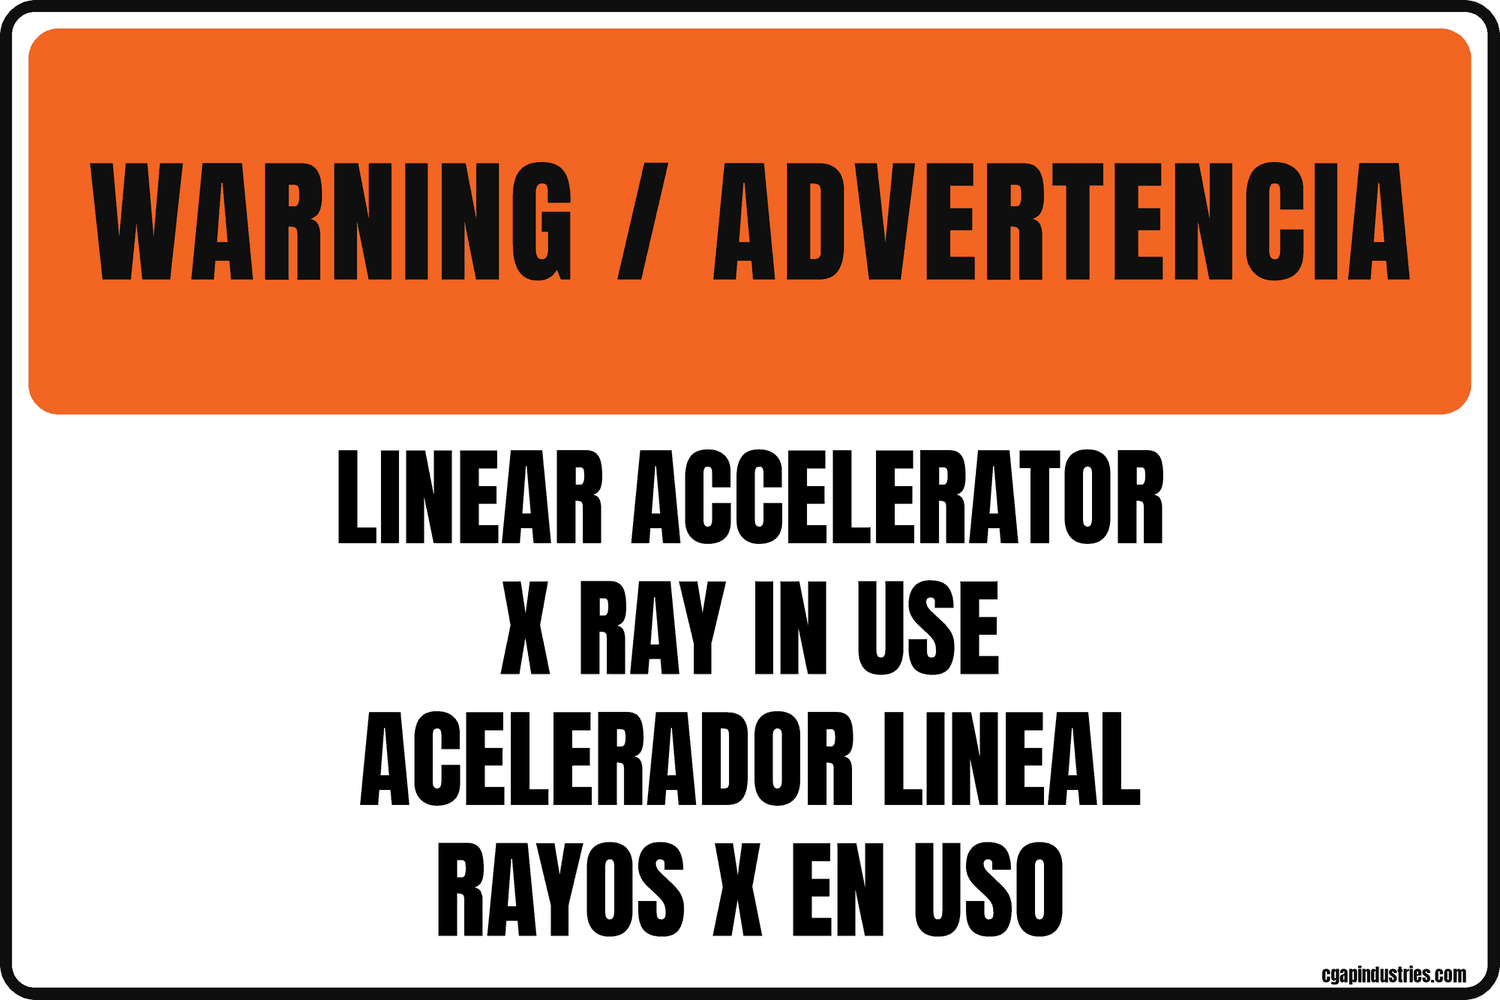 WARNING / ADVERTENCIA
LINEAR ACCELERATOR
X RAY IN USE
ACELERADOR LINEAL
RAYOS X EN USO
cgapindustries.com